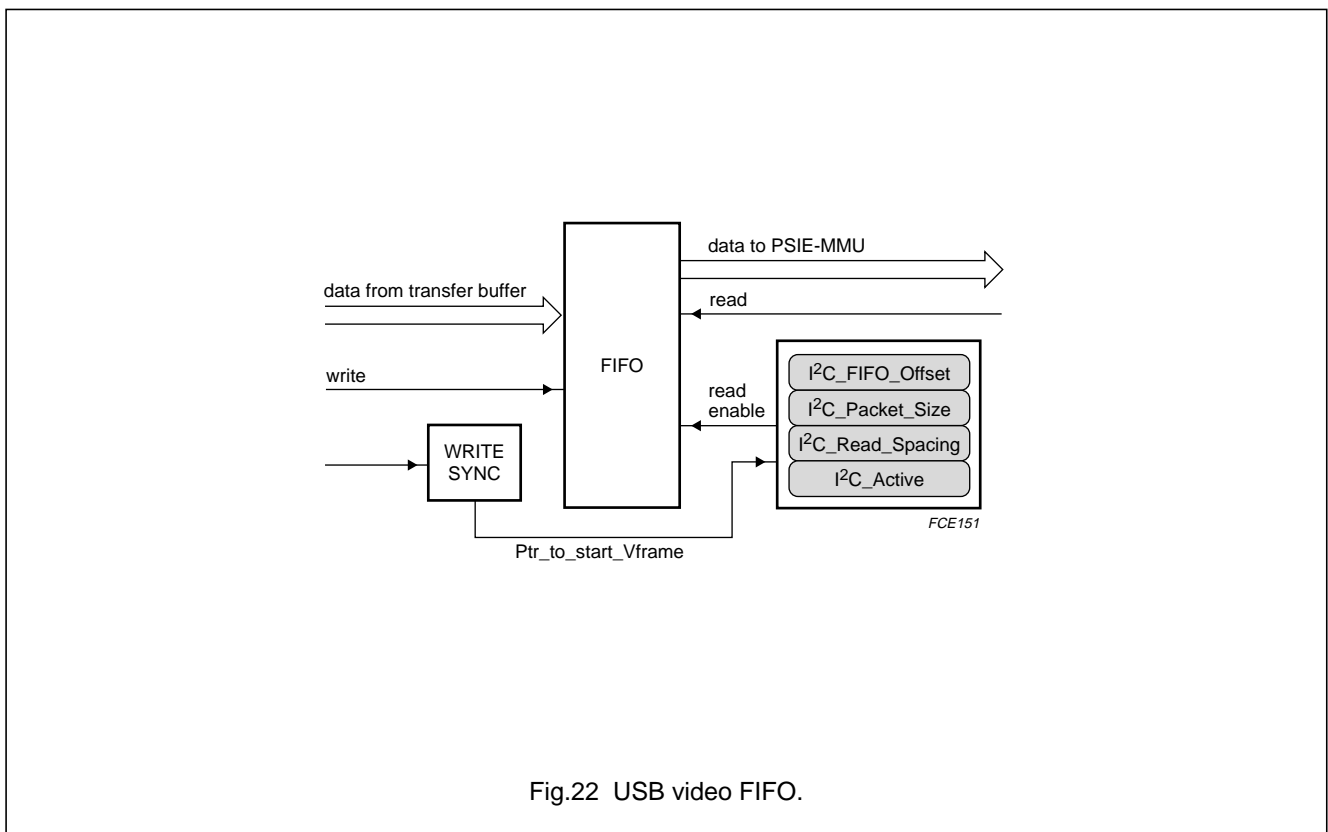 data to PSIE-MMU
data from transfer buffer
read
FIFO
write
read
enable
I²C_FIFO_Offset
I²C_Packet_Size
I²C_Read_Spacing
I²C_Active
WRITE
SYNC
FCE151
Ptr_to_start_Vframe
Fig.22 USB video FIFO.